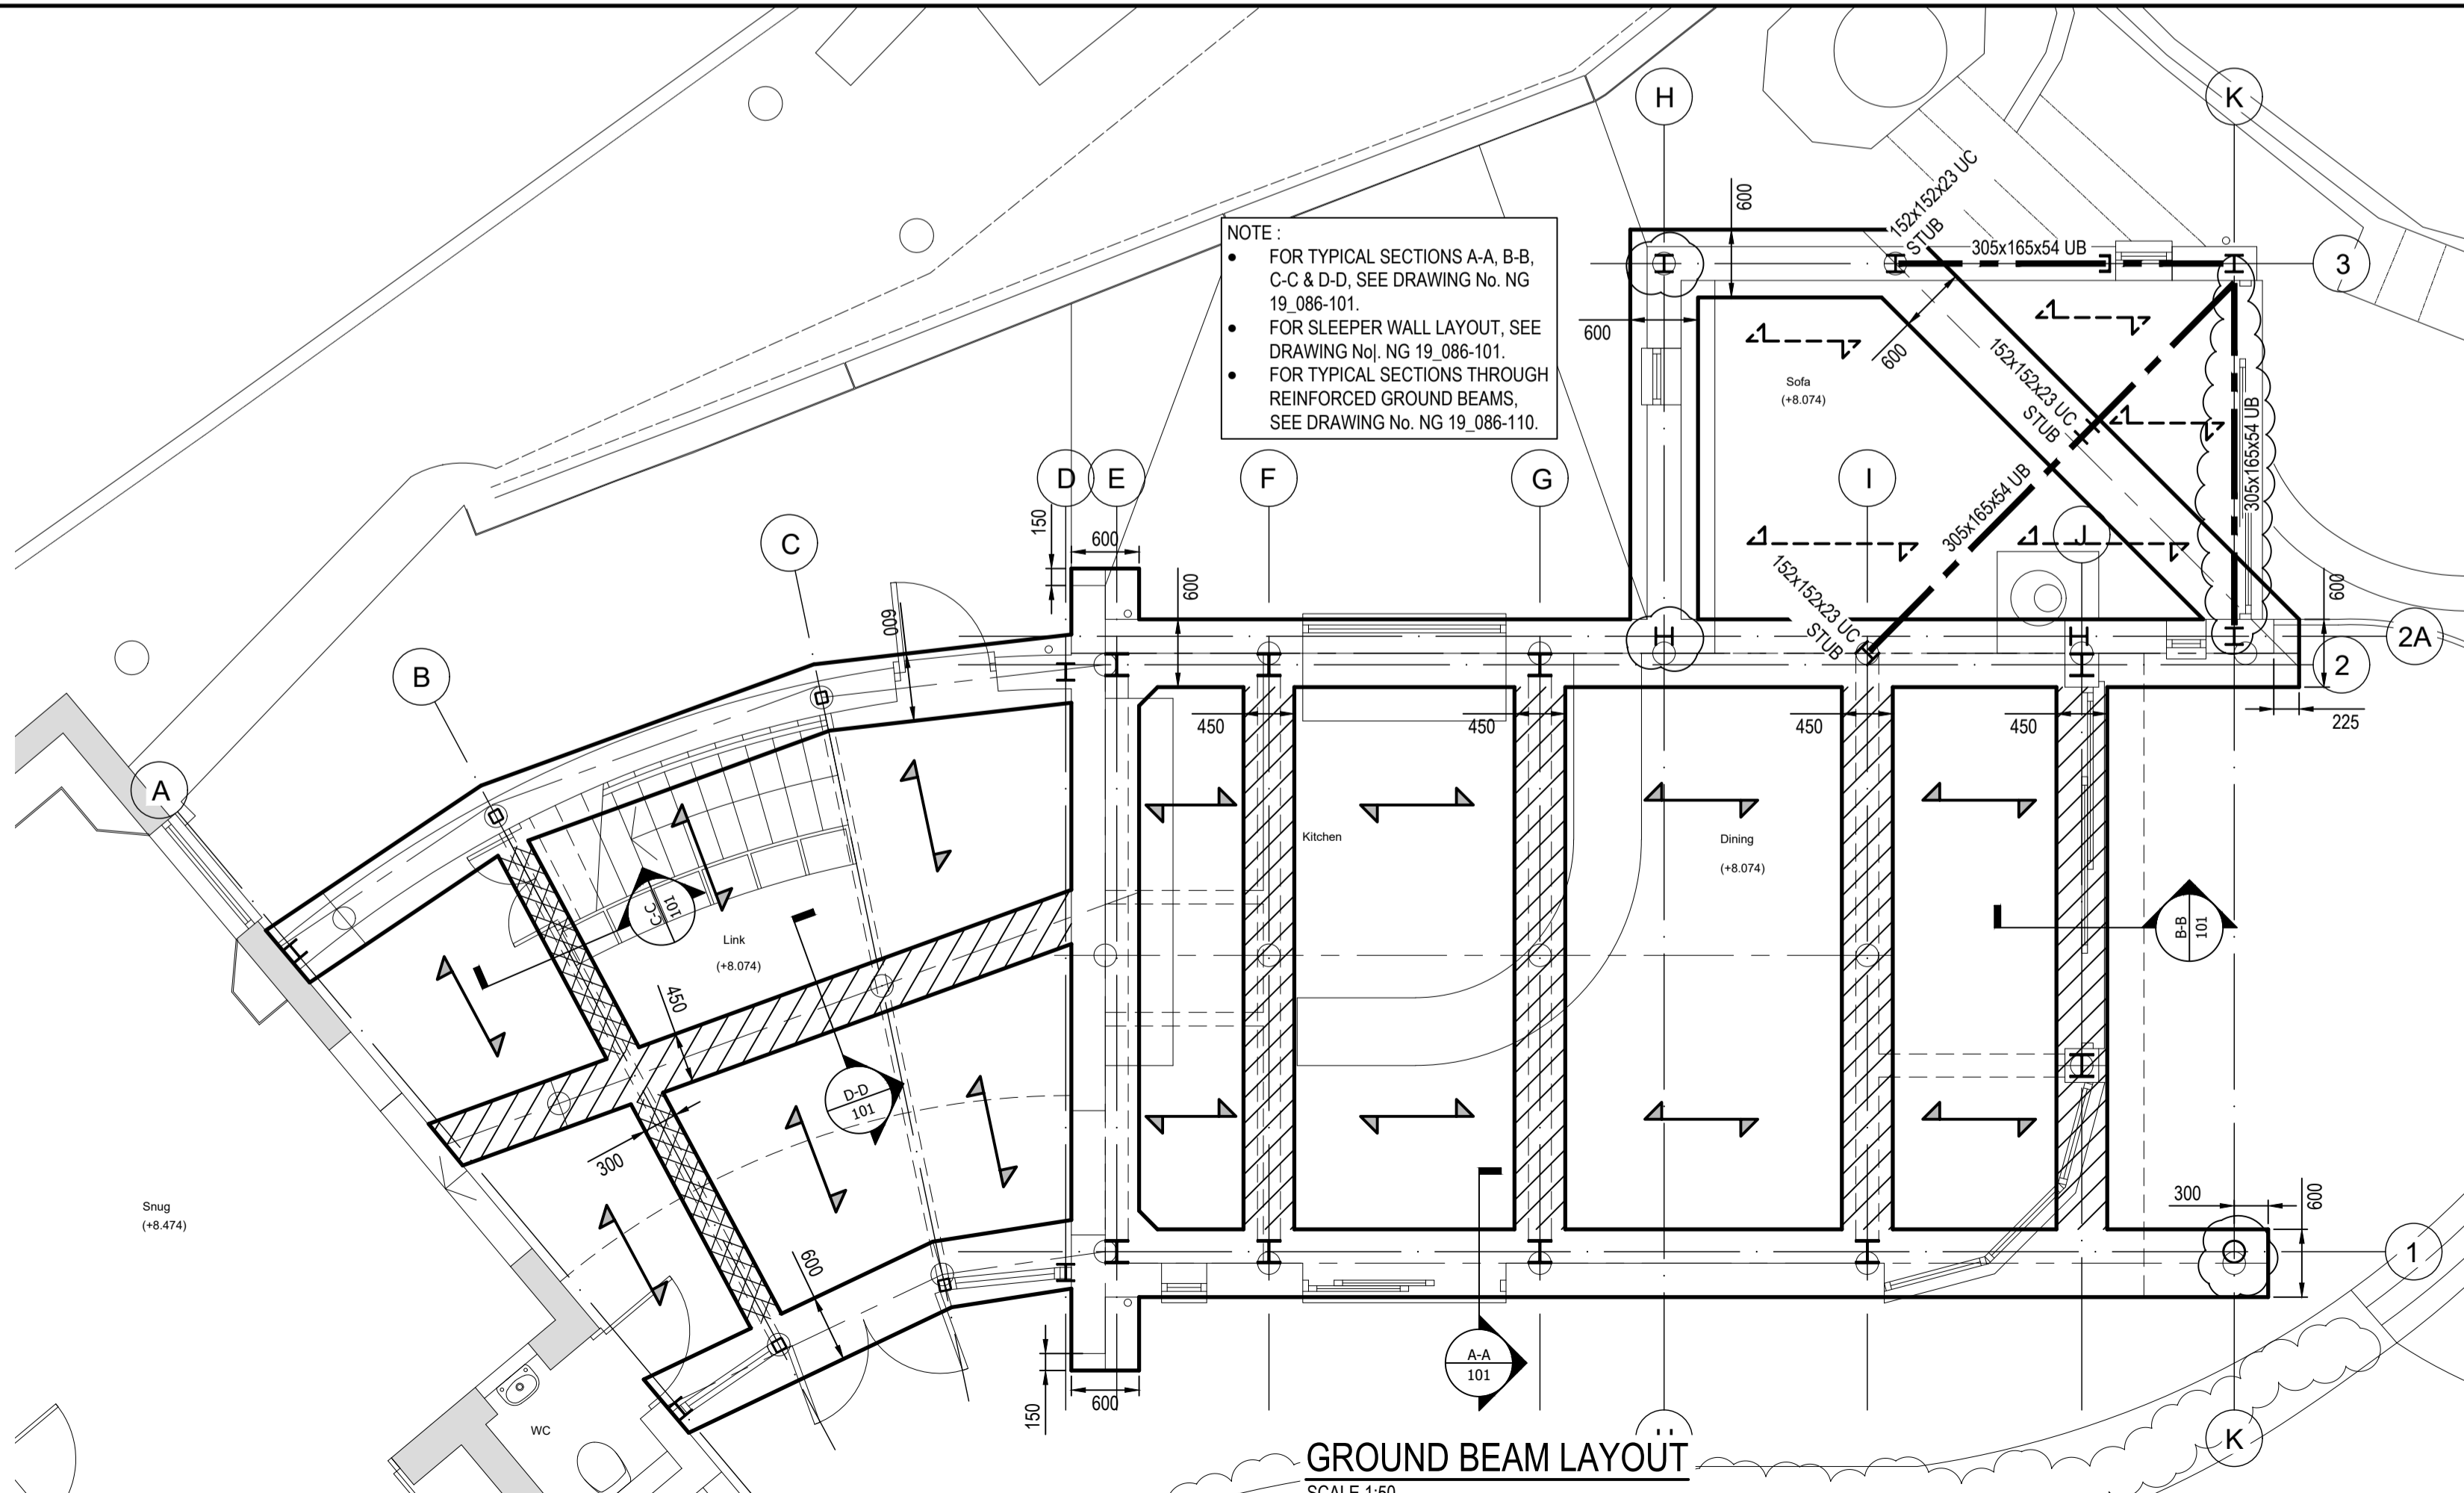 H
K
600
152x152x23 UC
STUB
305x165x54 UB
3
NOTE :
• FOR TYPICAL SECTIONS A-A, B-B,
C-C & D-D, SEE DRAWING No. NG
19_086-101.
• FOR SLEEPER WALL LAYOUT, SEE
DRAWING No|. NG 19_086-101.
• FOR TYPICAL SECTIONS THROUGH
REINFORCED GROUND BEAMS,
SEE DRAWING No. NG 19_086-110.
600
600
Sofa
(+8.074)
152x152x23 UC
STUB
305x165x54 UB
305x165x54 UB
D
E
F
G
I
J
C
150
600
600
600
152x152x23 UC
STUB
600
2A
2
B
H
H
450
450
450
450
225
A
Kitchen
Dining
(+8.074)
C-C
101
Link
(+8.074)
B-B
101
450
D-D
101
300
Snug
(+8.474)
300
600
600
1
A-A
101
150
600
WC
K
GROUND BEAM LAYOUT
SCALE 1:50